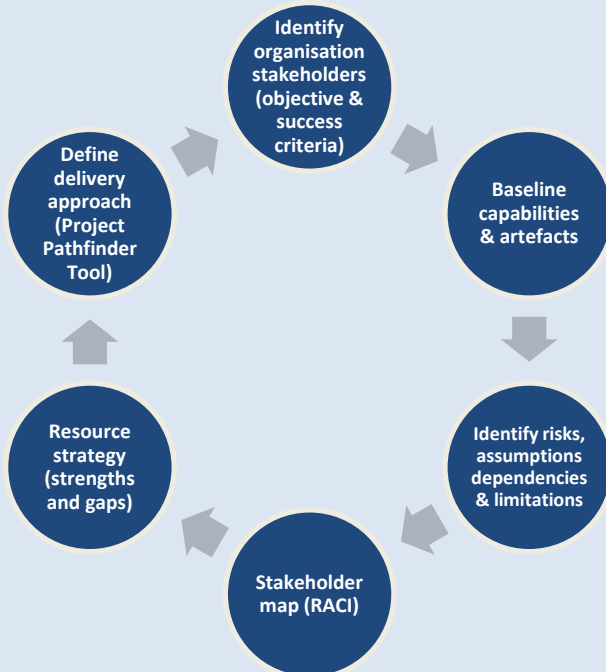 Identify
organisation
stakeholders
(objective &
success
criteria)
Baseline
capabilities
& artefacts
Identify risks,
assumptions
dependencies
& limitations
Stakeholder
map (RACI)
Resource
strategy
(strengths
and gaps)
Define
delivery
approach
(Project
Pathfinder
Tool)